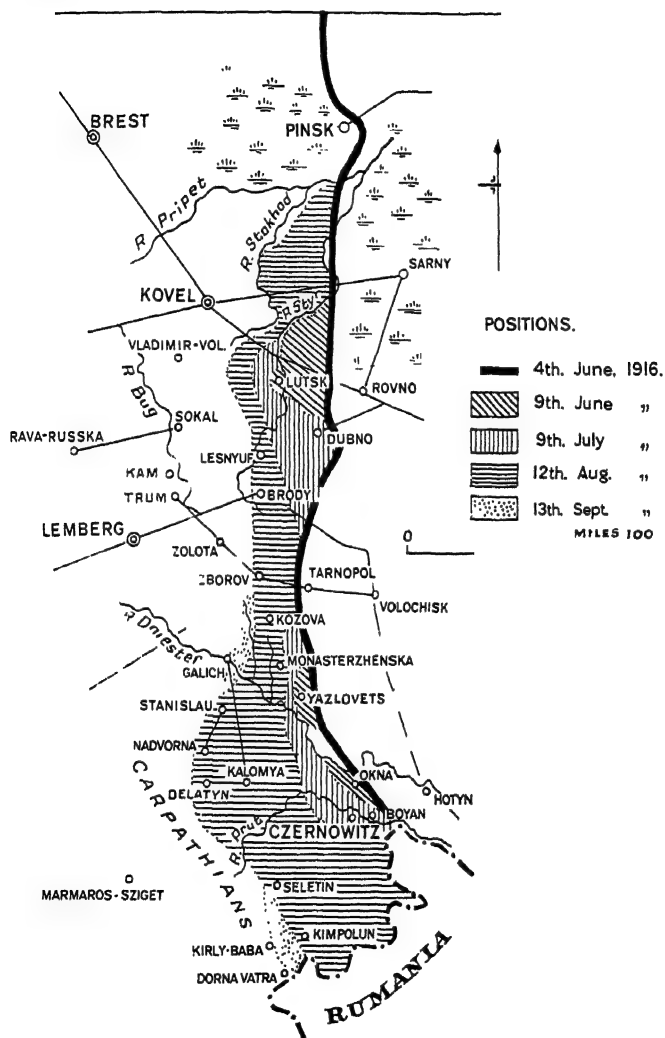 BREST
PINSK
R Pripet
R. Stokhod
SARNY
KOVEL
R Sty
VLADIMIR-VOL.
R Bug
LUTSK
ROVNO
SOKAL
RAVA-RUSSKA
DUBNO
LESNYUF
KAM
TRUM
BRODY
LEMBERG
ZOLOTA
ZBOROV
TARNOPOL
VOLOCHISK
KOZOVA
R Dniester
MONASTERZHENSKA
GALICH
YAZLOVETS
STANISLAU
NADVORNA
OKNA
KALOMYA
DELATYN
HOTYN
BOYAN
CARPATHIANS
R. Prut
CZERNOWITZ
MARMAROS-SZIGET
SELETIN
KIMPOLUN
KIRLY-BABA
DORNA VATRA
RUMANIA
POSITIONS.
4th. June, 1916.
9th. June "
9th. July "
12th. Aug. "
13th. Sept. "
0 MILES 100